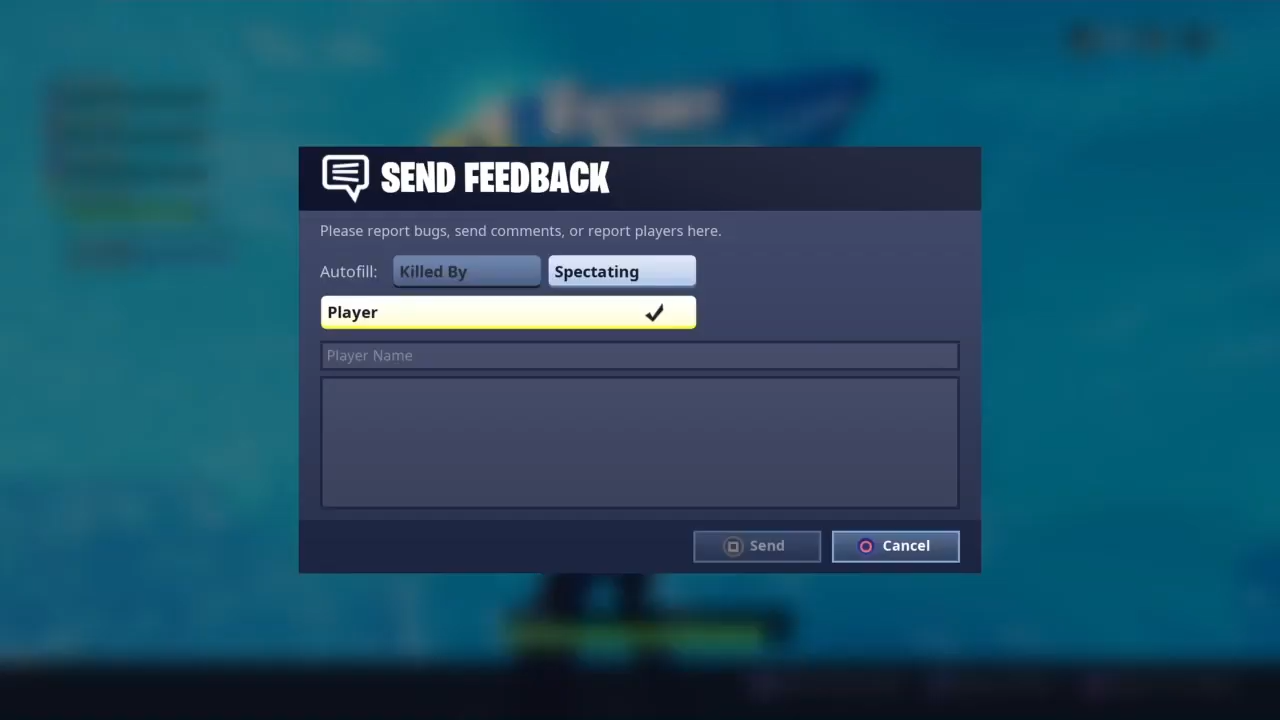 SEND FEEDBACK
Please report bugs, send comments, or report players here.
Autofill: Killed By Spectating
Player
Player Name
Send Cancel